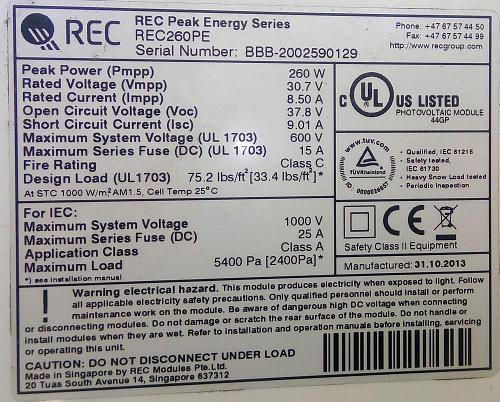 REC
REC Peak Energy Series
REC260PE
Serial Number: BBB-2002590129
Phone: +47 67 57 44 50
Fax: +47 67 57 44 99
http://www.recgroup.com
Peak Power (Pmpp) 260 W
Rated Voltage (Vmpp) 30.7 V
Rated Current (Impp) 8.50 A
Open Circuit Voltage (Voc) 37.8 V
Short Circuit Current (Isc) 9.01 A
Maximum System Voltage (UL 1703) 600 V
Maximum Series Fuse (DC) (UL 1703) 15 A
Fire Rating Class C
Design Load (UL1703) 75.2 lbs/ft² [33.4 lbs/ft²]*
At STC 1000 W/m², AM1.5, Cell Temp 25°C
C UL US LISTED
PHOTOVOLTAIC MODULE
44GP
www.tuv.com
TÜVRheinland
ID: 0000026657
• Qualified, IEC 61215
• Safety tested,
IEC 61730
• Heavy Snow Load tested
• Periodic Inspection
For IEC:
Maximum System Voltage 1000 V
Maximum Series Fuse (DC) 25 A
Application Class Class A
Maximum Load 5400 Pa [2400Pa]*
*) see installation manual
CE
Safety Class II Equipment
Manufactured: 31.10.2013
! Warning electrical hazard. This module produces electricity when exposed to light. Follow
all applicable electricity safety precautions. Only qualified personnel should install or perform
maintenance work on the module. Be aware of dangerous high DC voltage when connecting
or disconnecting modules. Do not damage or scratch the rear surface of the module. Do not handle or
install modules when they are wet. Refer to installation and operation manuals before installing, servicing
or operating this unit.
CAUTION: DO NOT DISCONNECT UNDER LOAD
Made in Singapore by REC Modules Pte.Ltd.
20 Tuas South Avenue 14, Singapore 637312